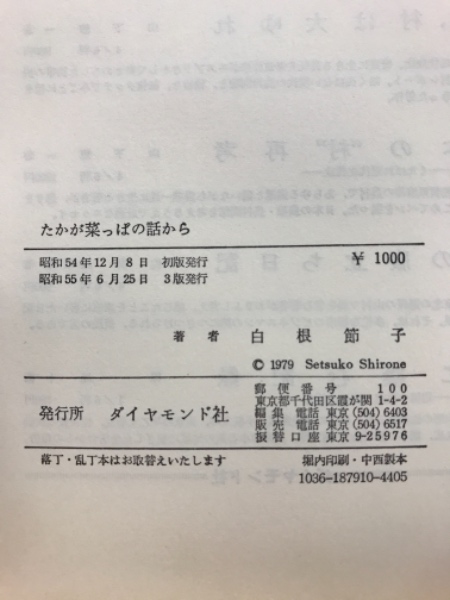 たかが菜っぱの話から
昭和54年12月8日 初版発行
¥ 1000
昭和55年6月25日 3版発行
著者 白根節子
© 1979 Setsuko Shirone
発行所 ダイヤモンド社
郵便番号 100
東京都千代田区霞が関1-4-2
編集電話 東京(504)6403
販売電話 東京(504)6517
振替口座 東京9-25976
落丁・乱丁本はお取替えいたします
堀内印刷・中西製本
1036-187910-4405